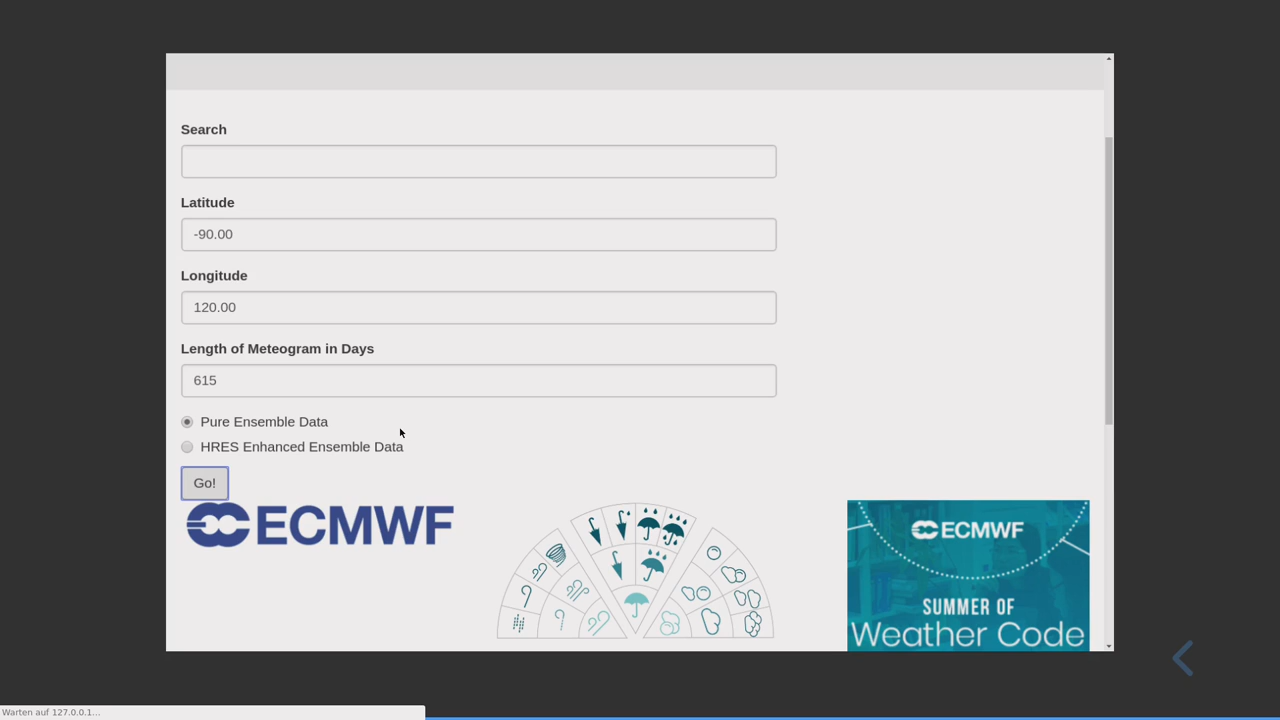 Search
Latitude
-90.00
Longitude
120.00
Length of Meteogram in Days
615
Pure Ensemble Data
HRES Enhanced Ensemble Data
Go!
ECMWF
ECMWF
SUMMER OF
Weather Code
Warten auf 127.0.0.1...